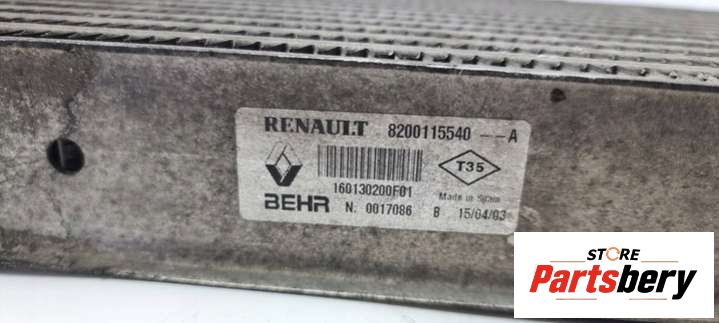 RENAULT 8200115540 --A
160130200F01
T35
Made in Spain
BEHR N. 0017086 B 15/04/03
STORE
Partsbery